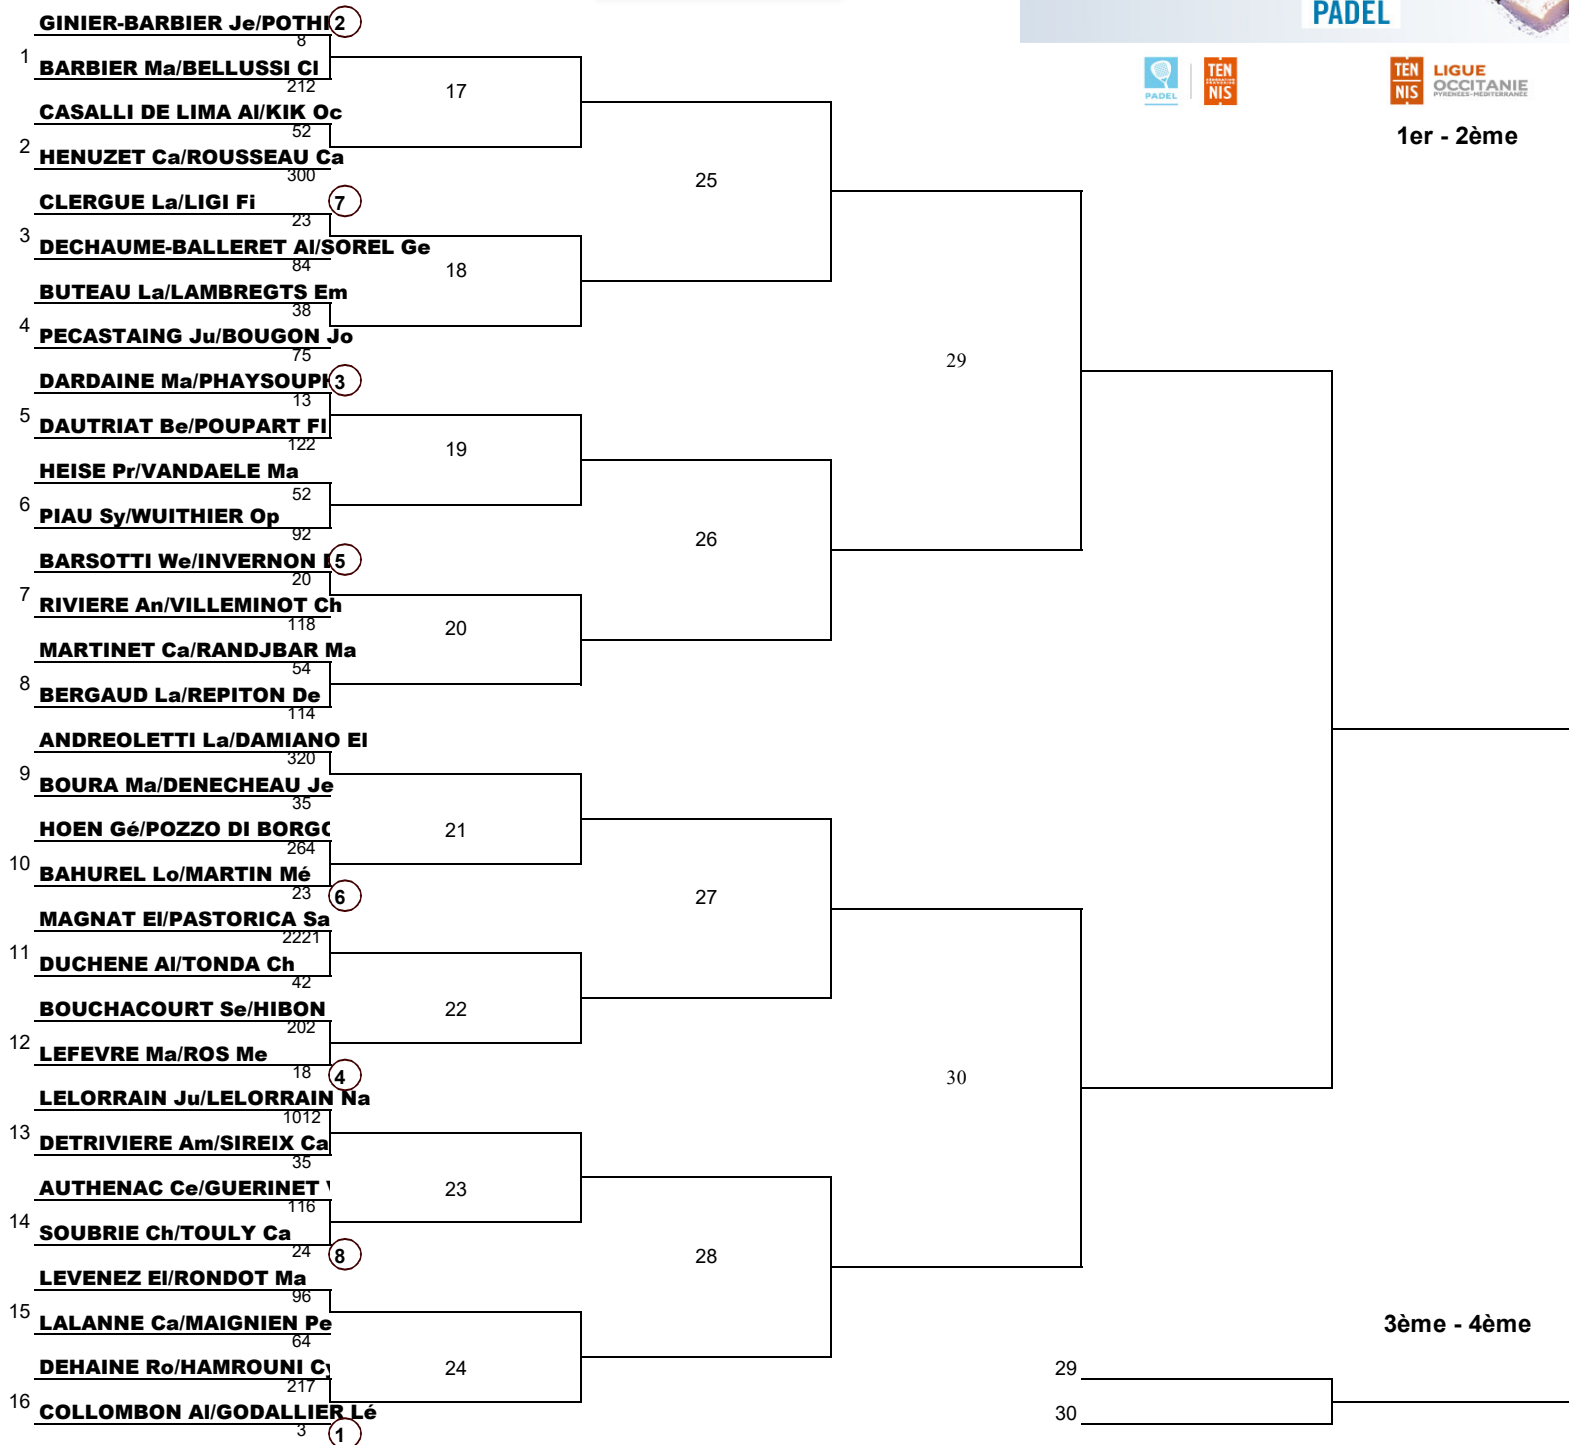 PADEL
PADEL
TEN
NIS
TEN
NIS
LIGUE
OCCITANIE
PYRÉNÉES-MÉDITERRANÉE
1er - 2ème
GINIER-BARBIER Je/POTHI 2
8
1
BARBIER Ma/BELLUSSI Cl
212
17
CASALLI DE LIMA Al/KIK Oc
52
2
HENUZET Ca/ROUSSEAU Ca
300
25
CLERGUE La/LIGI Fi 7
23
3
DECHAUME-BALLERET Al/SOREL Ge
84
18
BUTEAU La/LAMBREGTS Em
38
4
PECASTAING Ju/BOUGON Jo
75
29
DARDAINE Ma/PHAYSOUPH 3
13
5
DAUTRIAT Be/POUPART Fl
122
19
HEISE Pr/VANDAELE Ma
52
6
PIAU Sy/WUITHIER Op
92
26
BARSOTTI We/INVERNON 5
20
7
RIVIERE An/VILLEMINOT Ch
118
20
MARTINET Ca/RANDJBAR Ma
54
8
BERGAUD La/REPITON De
114
ANDREOLETTI La/DAMIANO El
320
9
BOURA Ma/DENECHEAU Je
35
21
HOEN Gé/POZZO DI BORGO
264
10
BAHUREL Lo/MARTIN Mé
23 6
27
MAGNAT El/PASTORICA Sa
2221
11
DUCHENE Al/TONDA Ch
42
22
BOUCHACOURT Se/HIBON
202
12
LEFEVRE Ma/ROS Me
18 4
30
LELORRAIN Ju/LELORRAIN Na
1012
13
DETRIVIERE Am/SIREIX Ca
35
23
AUTHENAC Ce/GUERINET
116
14
SOUBRIE Ch/TOULY Ca
24 8
28
LEVENEZ El/RONDOT Ma
96
15
LALANNE Ca/MAIGNIEN Pe
64
24
DEHAINE Ro/HAMROUNI Cy
217
16
COLLOMBON Al/GODALLIER Lé
3 1
3ème - 4ème
29
30